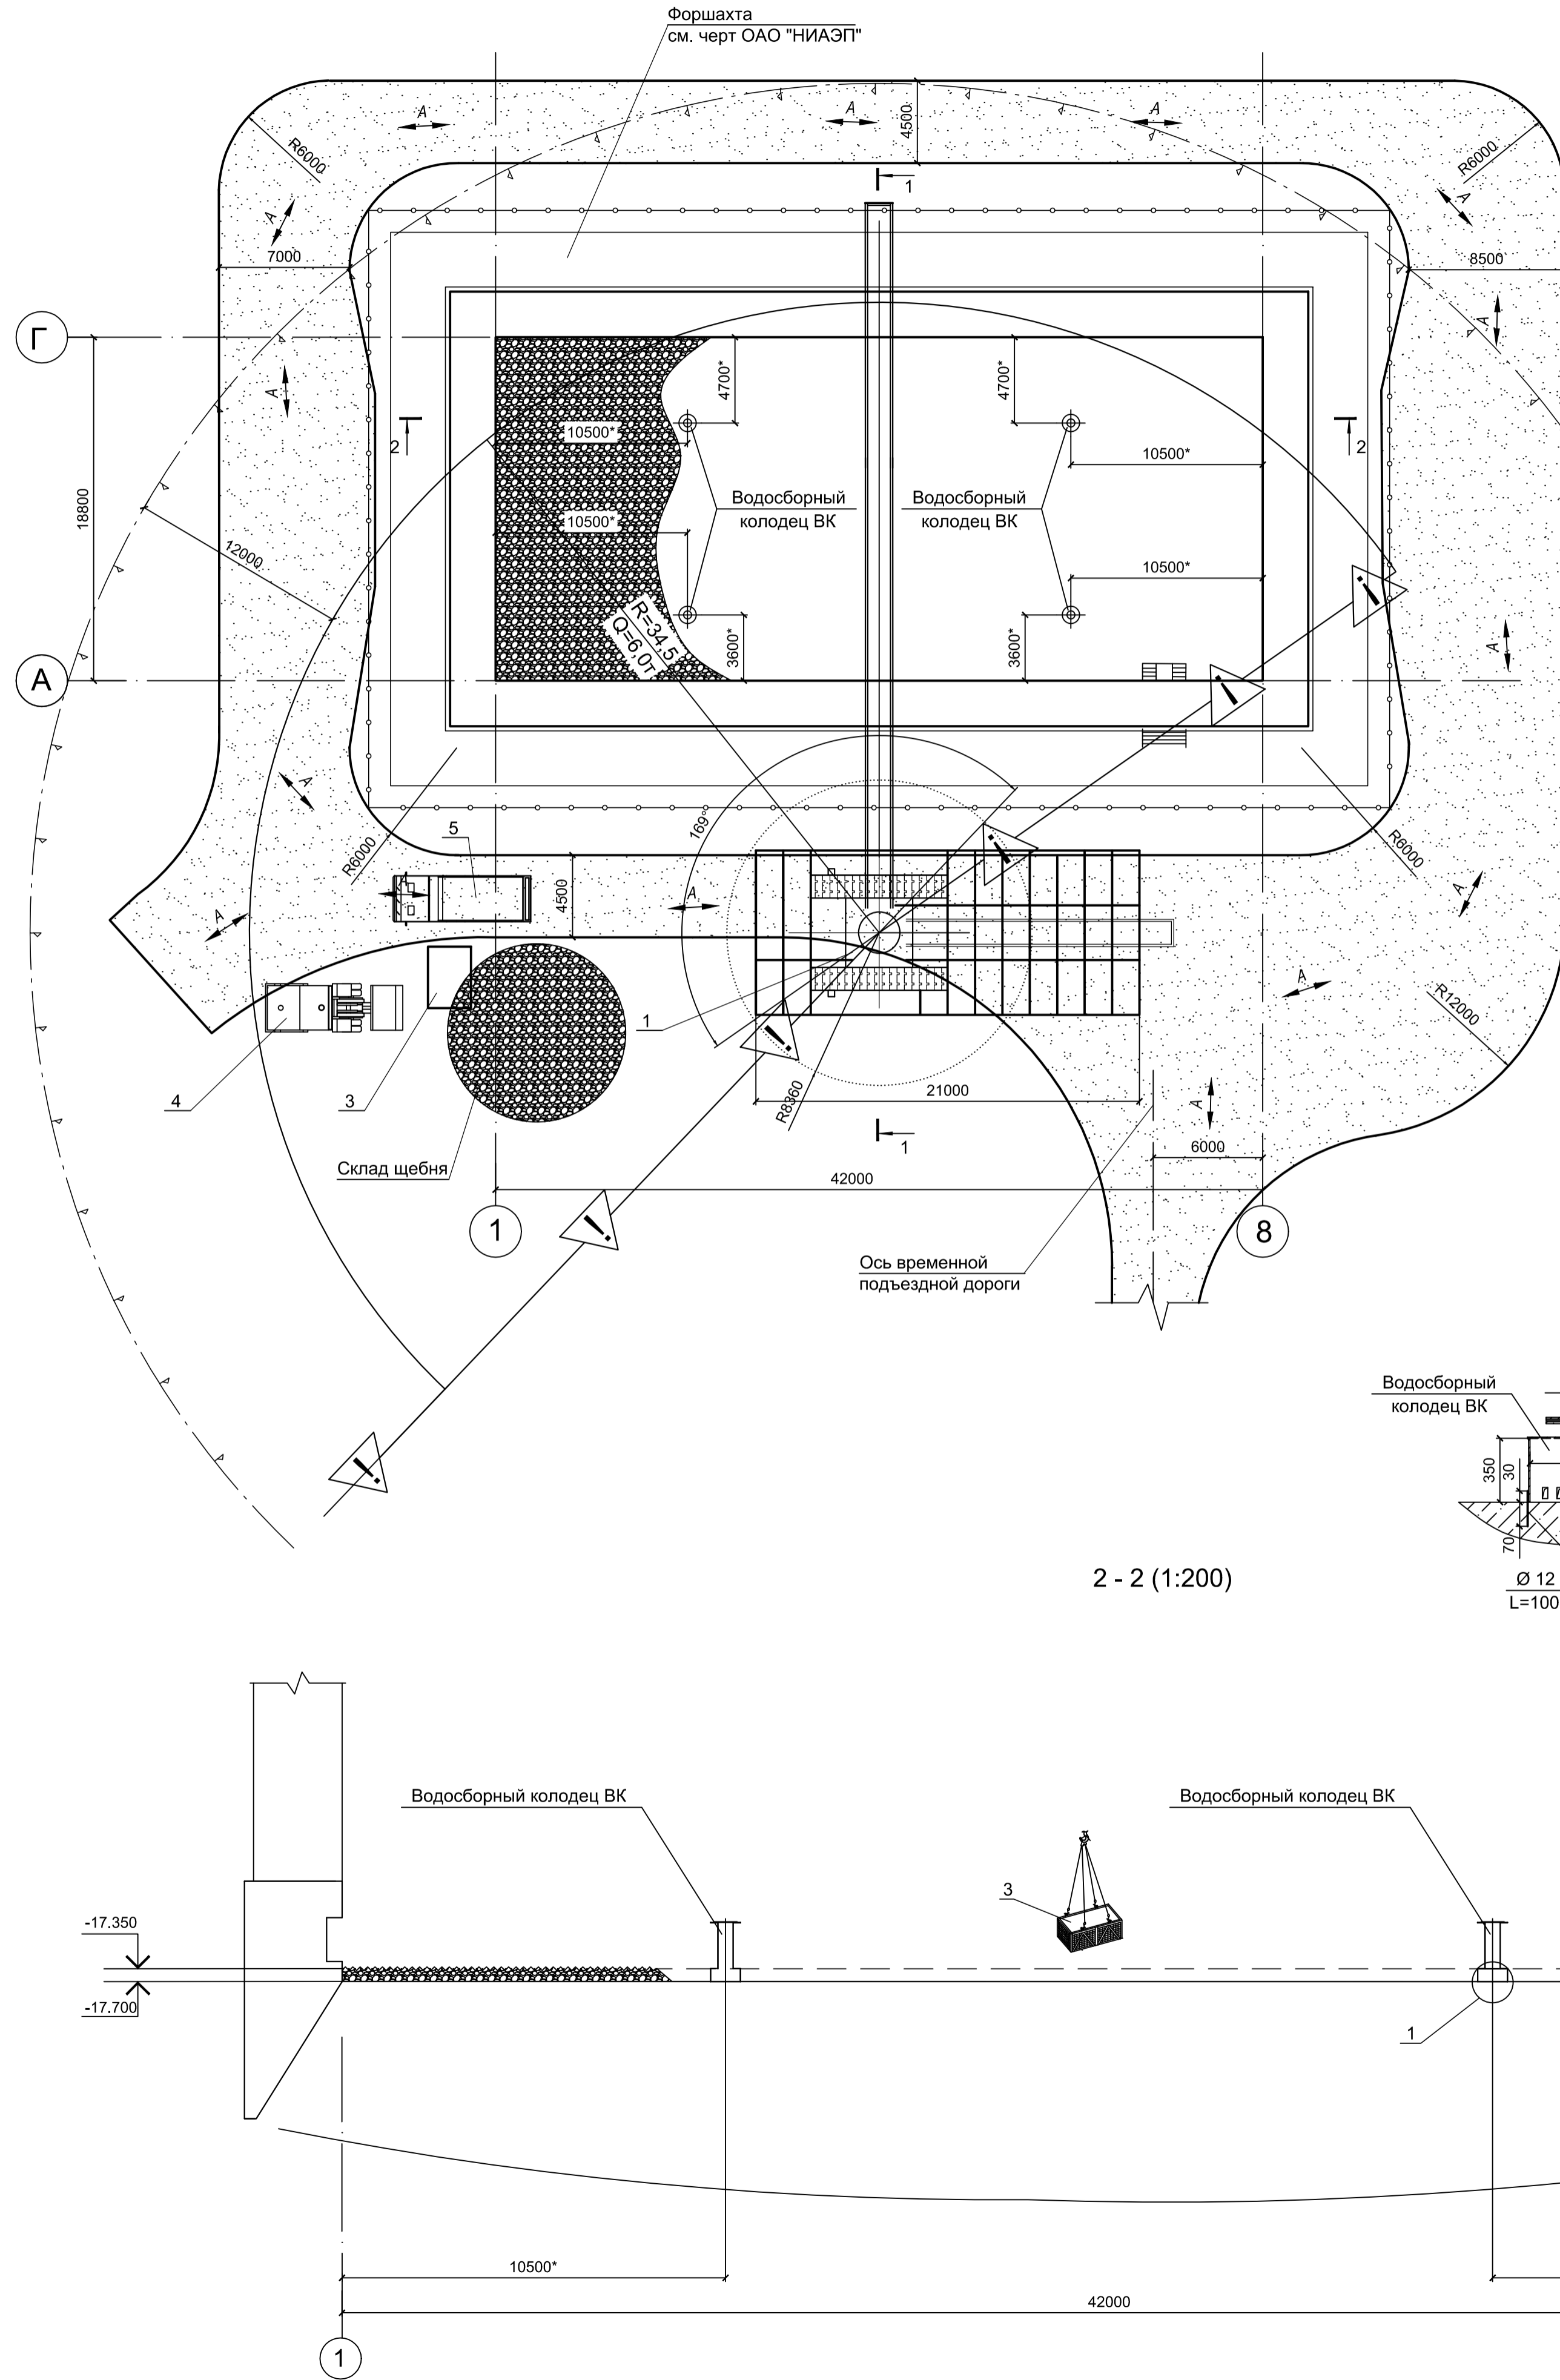 Форшахта
см. черт ОАО "НИАЭП"
А
А
А
4500
R6000
R6000
1
А
А
7000
8500
Г
А
А
4700*
4700*
10500*
2
2
10500*
18800
Водосборный
колодец ВК
Водосборный
колодец ВК
10500*
12000
10500*
R=34,5
Q=6,0т
3600*
3600*
А
А
!
!
А
169°
5
R6000
R6000
!
А
4500
А
А
А
А
R12000
1
!
4
3
R8360
21000
А
1
6000
Склад щебня
42000
1
8
!
Ось временной
подъездной дороги
Водосборный
колодец ВК
!
350
30
70
2 - 2 (1:200)
Ø 12
L=100
Водосборный колодец ВК
Водосборный колодец ВК
3
-17.350
-17.700
1
10500*
42000
1